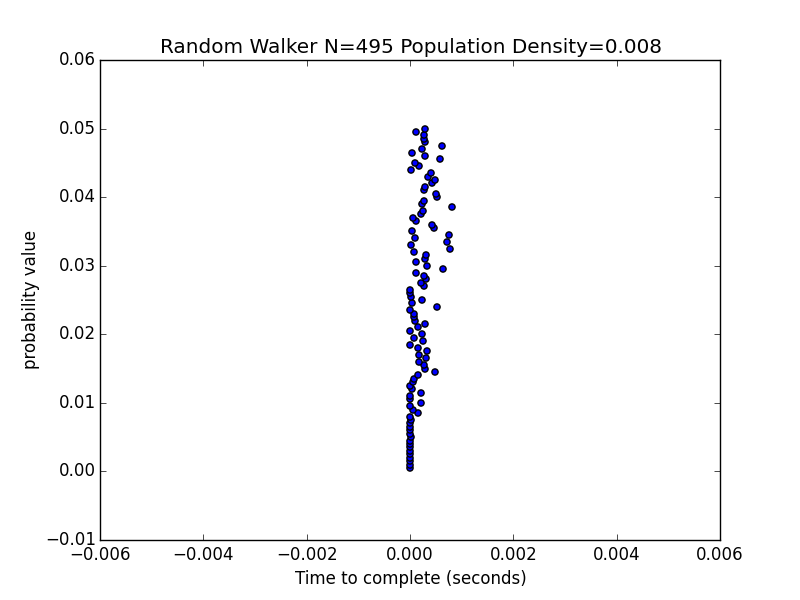 Random Walker N=495 Population Density=0.008
0.06
0.05
0.04
0.03
0.02
0.01
0.00
−0.01
probability value
−0.006 −0.004 −0.002 0.000 0.002 0.004 0.006
Time to complete (seconds)